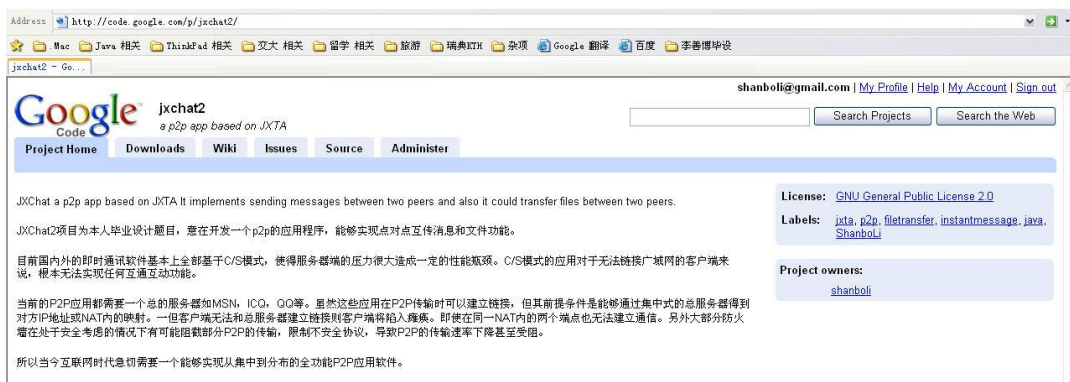 Address http://code.google.com/p/jxchat2/
.Mac Java 相关 ThinkPad 相关 交大 相关 留学 相关 旅游 瑞典KTH 杂项 Google 翻译 百度 李善博毕设
jxchat2 - Go...
shanboli@gmail.com | My Profile | Help | My Account | Sign out
Google Code
jxchat2
a p2p app based on JXTA
Search Projects Search the Web
Project Home Downloads Wiki Issues Source Administer
JXChat a p2p app based on JXTA It implements sending messages between two peers and also it could transfer files between two peers.
JXChat2项目为本人毕业设计题目，意在开发一个p2p的应用程序，能够实现点对点互传消息和文件功能。
目前国内外的即时通讯软件基本上全部基于C/S模式，使得服务器端的压力很大造成一定的性能瓶颈。C/S模式的应用对于无法链接广域网的客户端来
说，根本无法实现任何互通互动功能。
当前的P2P应用都需要一个总的服务器如MSN，ICQ，QQ等。虽然这些应用在P2P传输时可以建立链接，但其前提条件是能够通过集中式的总服务器得到
对方IP地址或NAT内的映射。一但客户端无法和总服务器建立链接则客户端将陷入瘫痪。即使在同一NAT内的两个端点也无法建立通信。另外大部分防火
墙在处于安全考虑的情况下有可能阻截部分P2P的传输，限制不安全协议，导致P2P的传输速率下降甚至受阻。
所以当今互联网时代急切需要一个能够实现从集中到分布的全功能P2P应用软件。
License: GNU General Public License 2.0
Labels: jxta, p2p, filetransfer, instantmessage, java,
ShanboLi
Project owners:
shanboli